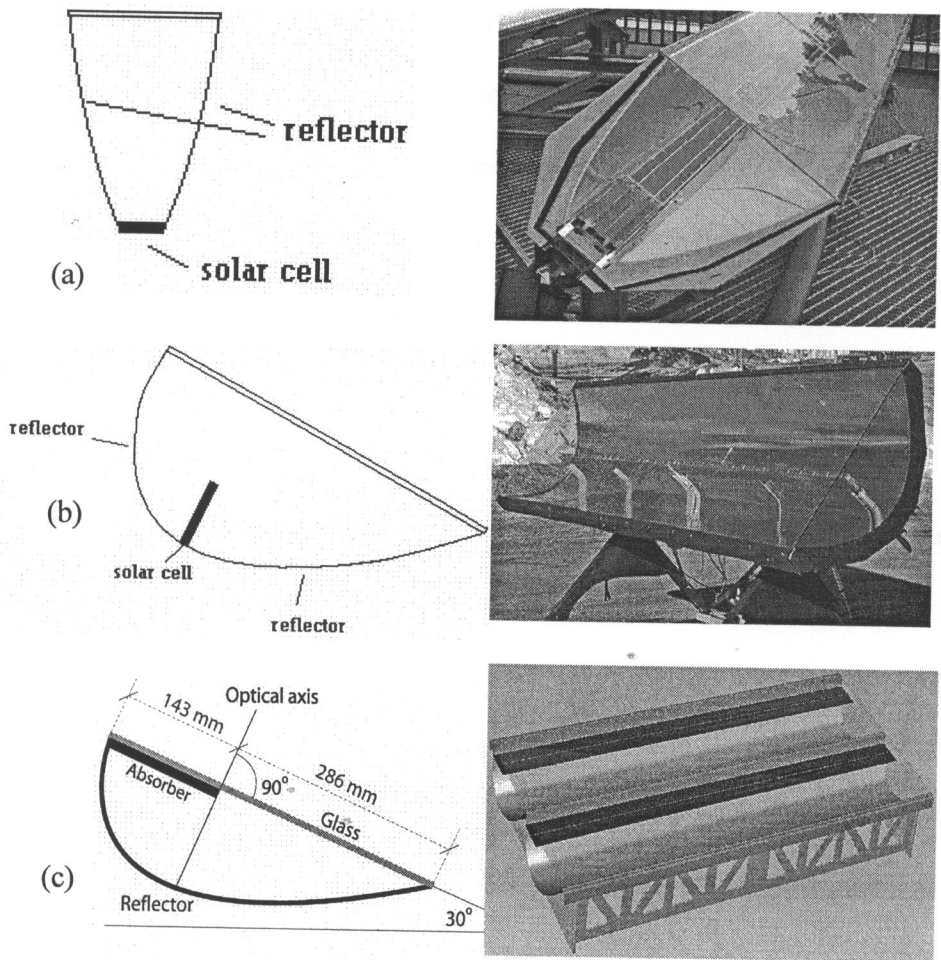 reflector
solar cell
(a)
reflector
(b)
solar cell
reflector
Optical axis
143 mm
Absorber
90°
286 mm
Glass
(c)
Reflector
30°